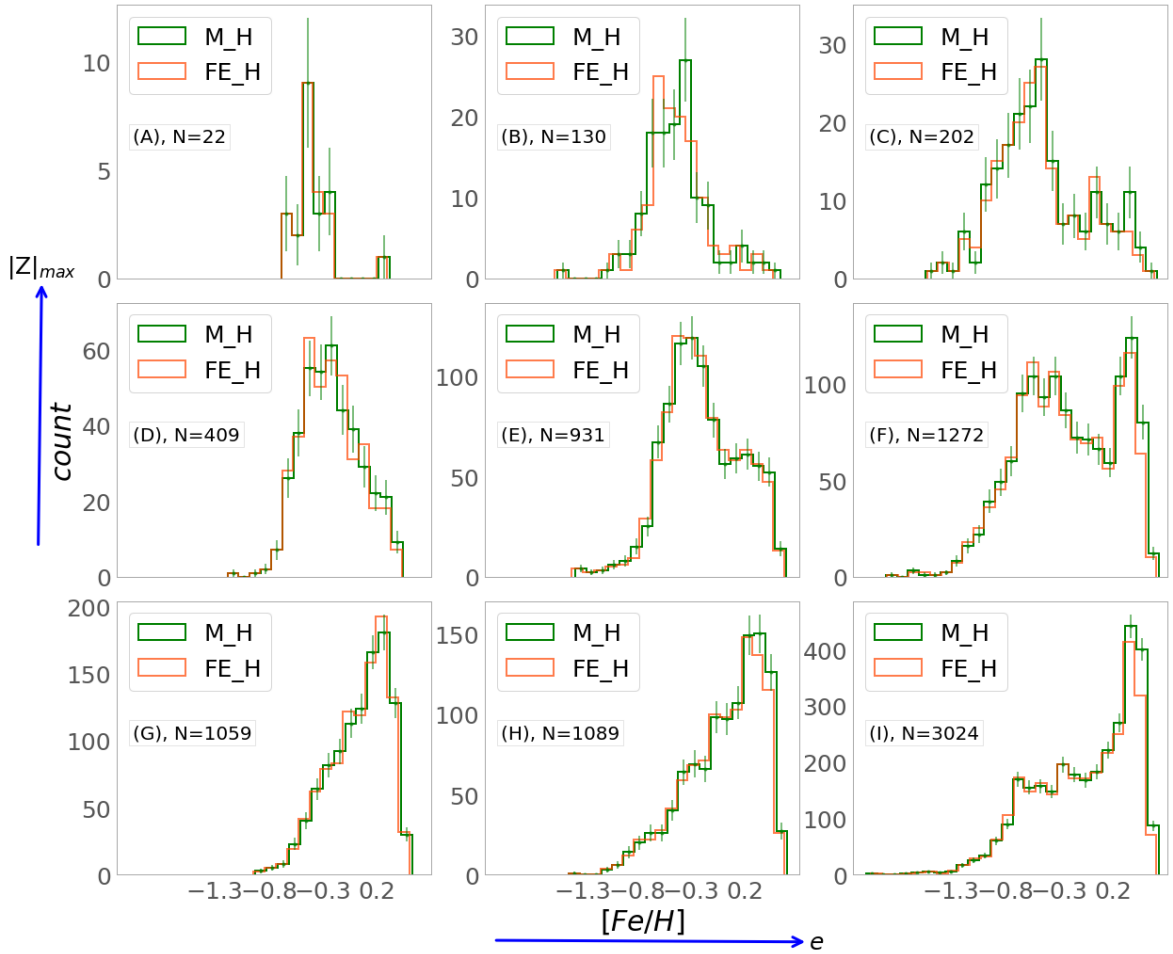 M_H
FE_H
(A), N=22
10
5
0
M_H
FE_H
(B), N=130
30
20
10
0
M_H
FE_H
(C), N=202
30
20
10
0
|Z|max
count
M_H
FE_H
(D), N=409
60
40
20
0
M_H
FE_H
(E), N=931
100
50
0
M_H
FE_H
(F), N=1272
100
50
0
M_H
FE_H
(G), N=1059
200
150
100
50
0
−1.3−0.8−0.3 0.2
M_H
FE_H
(H), N=1089
150
100
50
0
−1.3−0.8−0.3 0.2
M_H
FE_H
(I), N=3024
400
300
200
100
0
−1.3−0.8−0.3 0.2
[Fe/H]
e